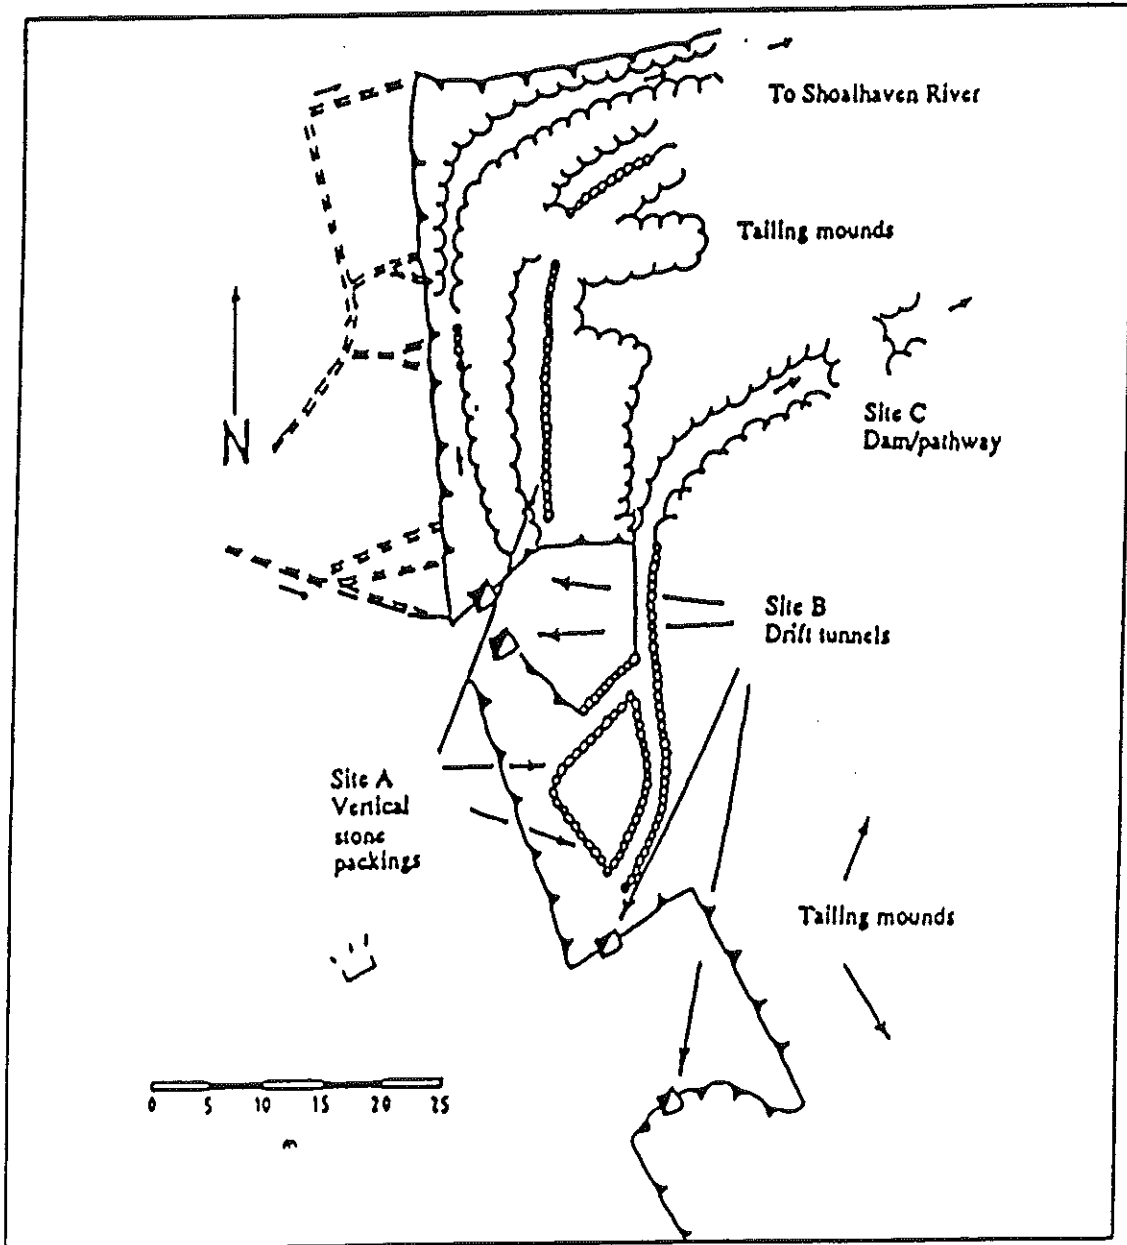 To Shoalhaven River
Tailing mounds
N
Site C
Dam/pathway
Site B
Drift tunnels
Site A
Vertical
stone
packings
Tailing mounds
0 5 10 15 20 25
m